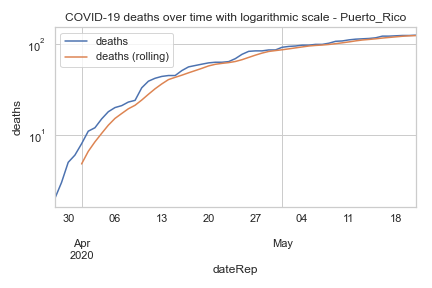 COVID-19 deaths over time with logarithmic scale - Puerto_Rico
deaths
deaths (rolling)
10²
10¹
deaths
30 06 13 20 27 04 11 18
Apr May
2020
dateRep